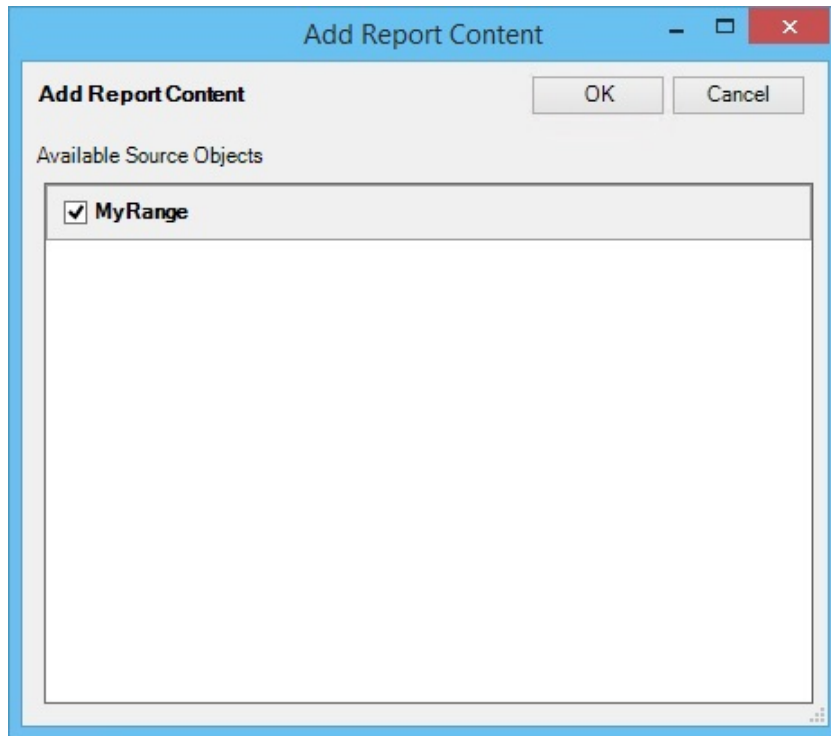 Add Report Content
Add Report Content
OK
Cancel
Available Source Objects
MyRange